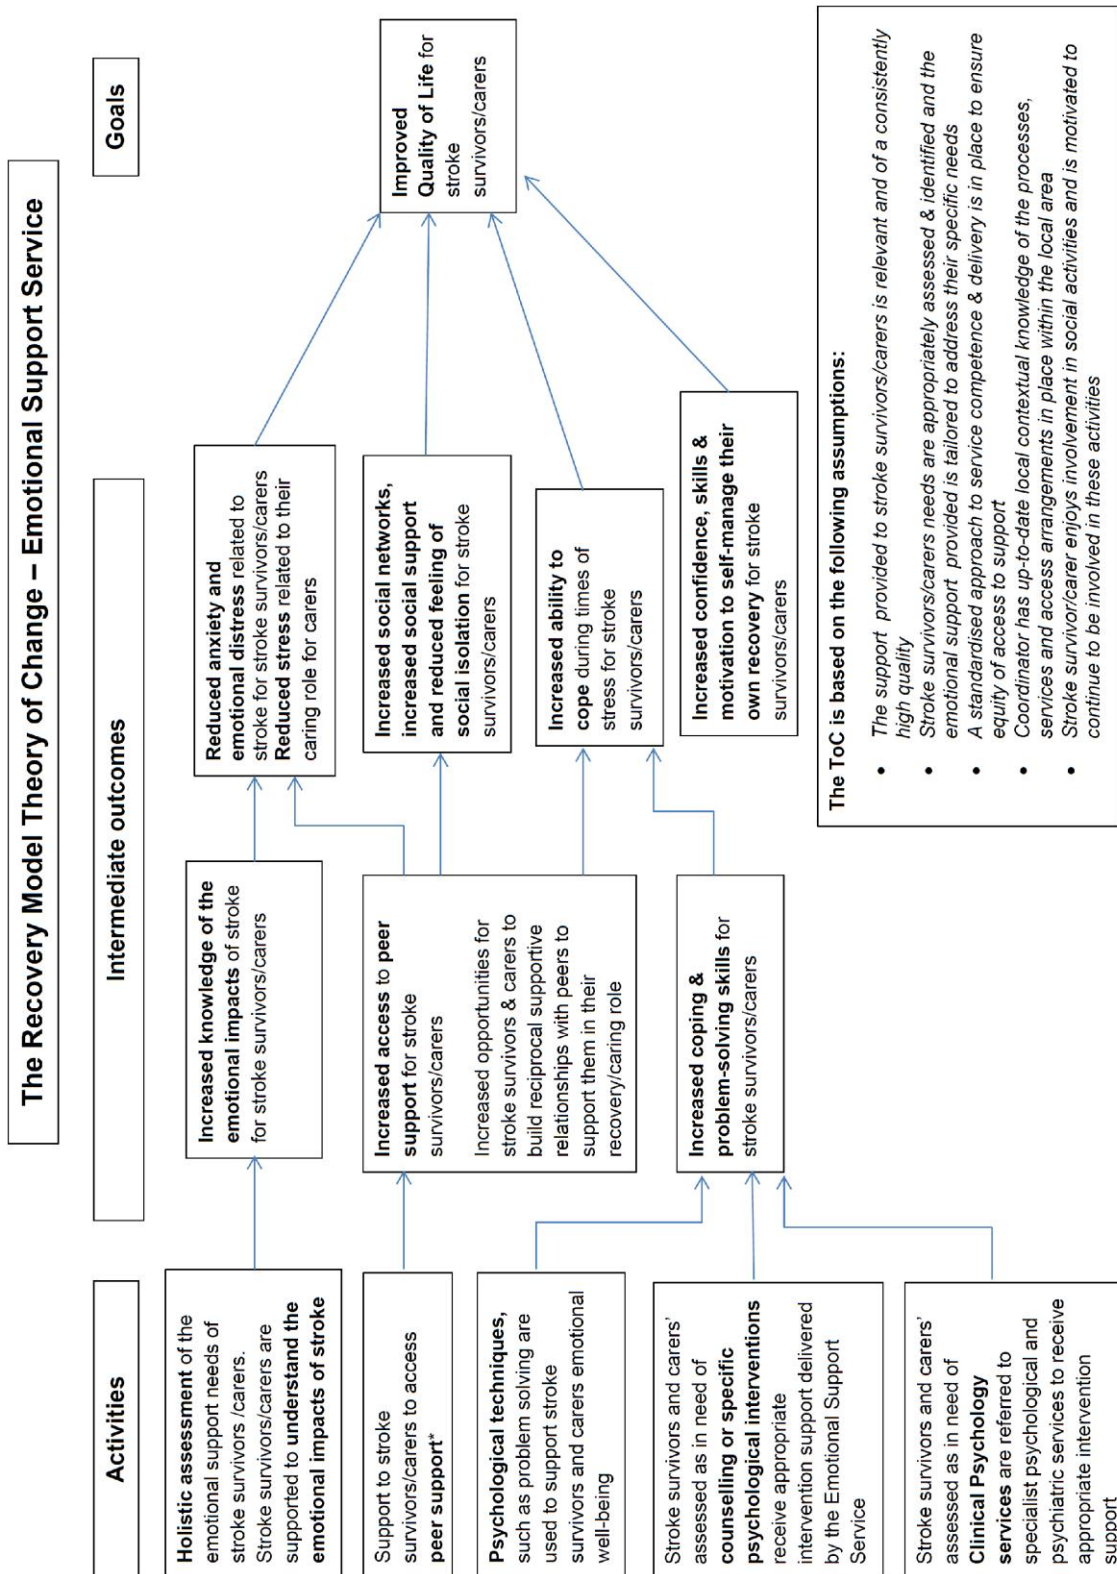 The Recovery Model Theory of Change – Emotional Support Service
Activities
Intermediate outcomes
Goals
Holistic assessment of the
emotional support needs of
stroke survivors /carers.
Stroke survivors/carers are
supported to understand the
emotional impacts of stroke
Support to stroke
survivors/carers to access
peer support*
Psychological techniques,
such as problem solving are
used to support stroke
survivors and carers emotional
well-being
Stroke survivors and carers’
assessed as in need of
counselling or specific
psychological interventions
receive appropriate
intervention support delivered
by the Emotional Support
Service
Stroke survivors and carers’
assessed as in need of
Clinical Psychology
services are referred to
specialist psychological and
psychiatric services to receive
appropriate intervention
support
Increased knowledge of the
emotional impacts of stroke
for stroke survivors/carers
Increased access to peer
support for stroke
survivors/carers
Increased opportunities for
stroke survivors & carers to
build reciprocal supportive
relationships with peers to
support them in their
recovery/caring role
Increased coping &
problem-solving skills for
stroke survivors/carers
Reduced anxiety and
emotional distress related to
stroke for stroke survivors/carers
Reduced stress related to their
caring role for carers
Increased social networks,
increased social support
and reduced feeling of
social isolation for stroke
survivors/carers
Increased ability to
cope during times of
stress for stroke
survivors/carers
Increased confidence, skills &
motivation to self-manage their
own recovery for stroke
survivors/carers
Improved
Quality of Life for
stroke
survivors/carers
The ToC is based on the following assumptions:
• The support provided to stroke survivors/carers is relevant and of a consistently
high quality
• Stroke survivors/carers needs are appropriately assessed & identified and the
emotional support provided is tailored to address their specific needs
• A standardised approach to service competence & delivery is in place to ensure
equity of access to support
• Coordinator has up-to-date local contextual knowledge of the processes,
services and access arrangements in place within the local area
• Stroke survivor/carer enjoys involvement in social activities and is motivated to
continue to be involved in these activities